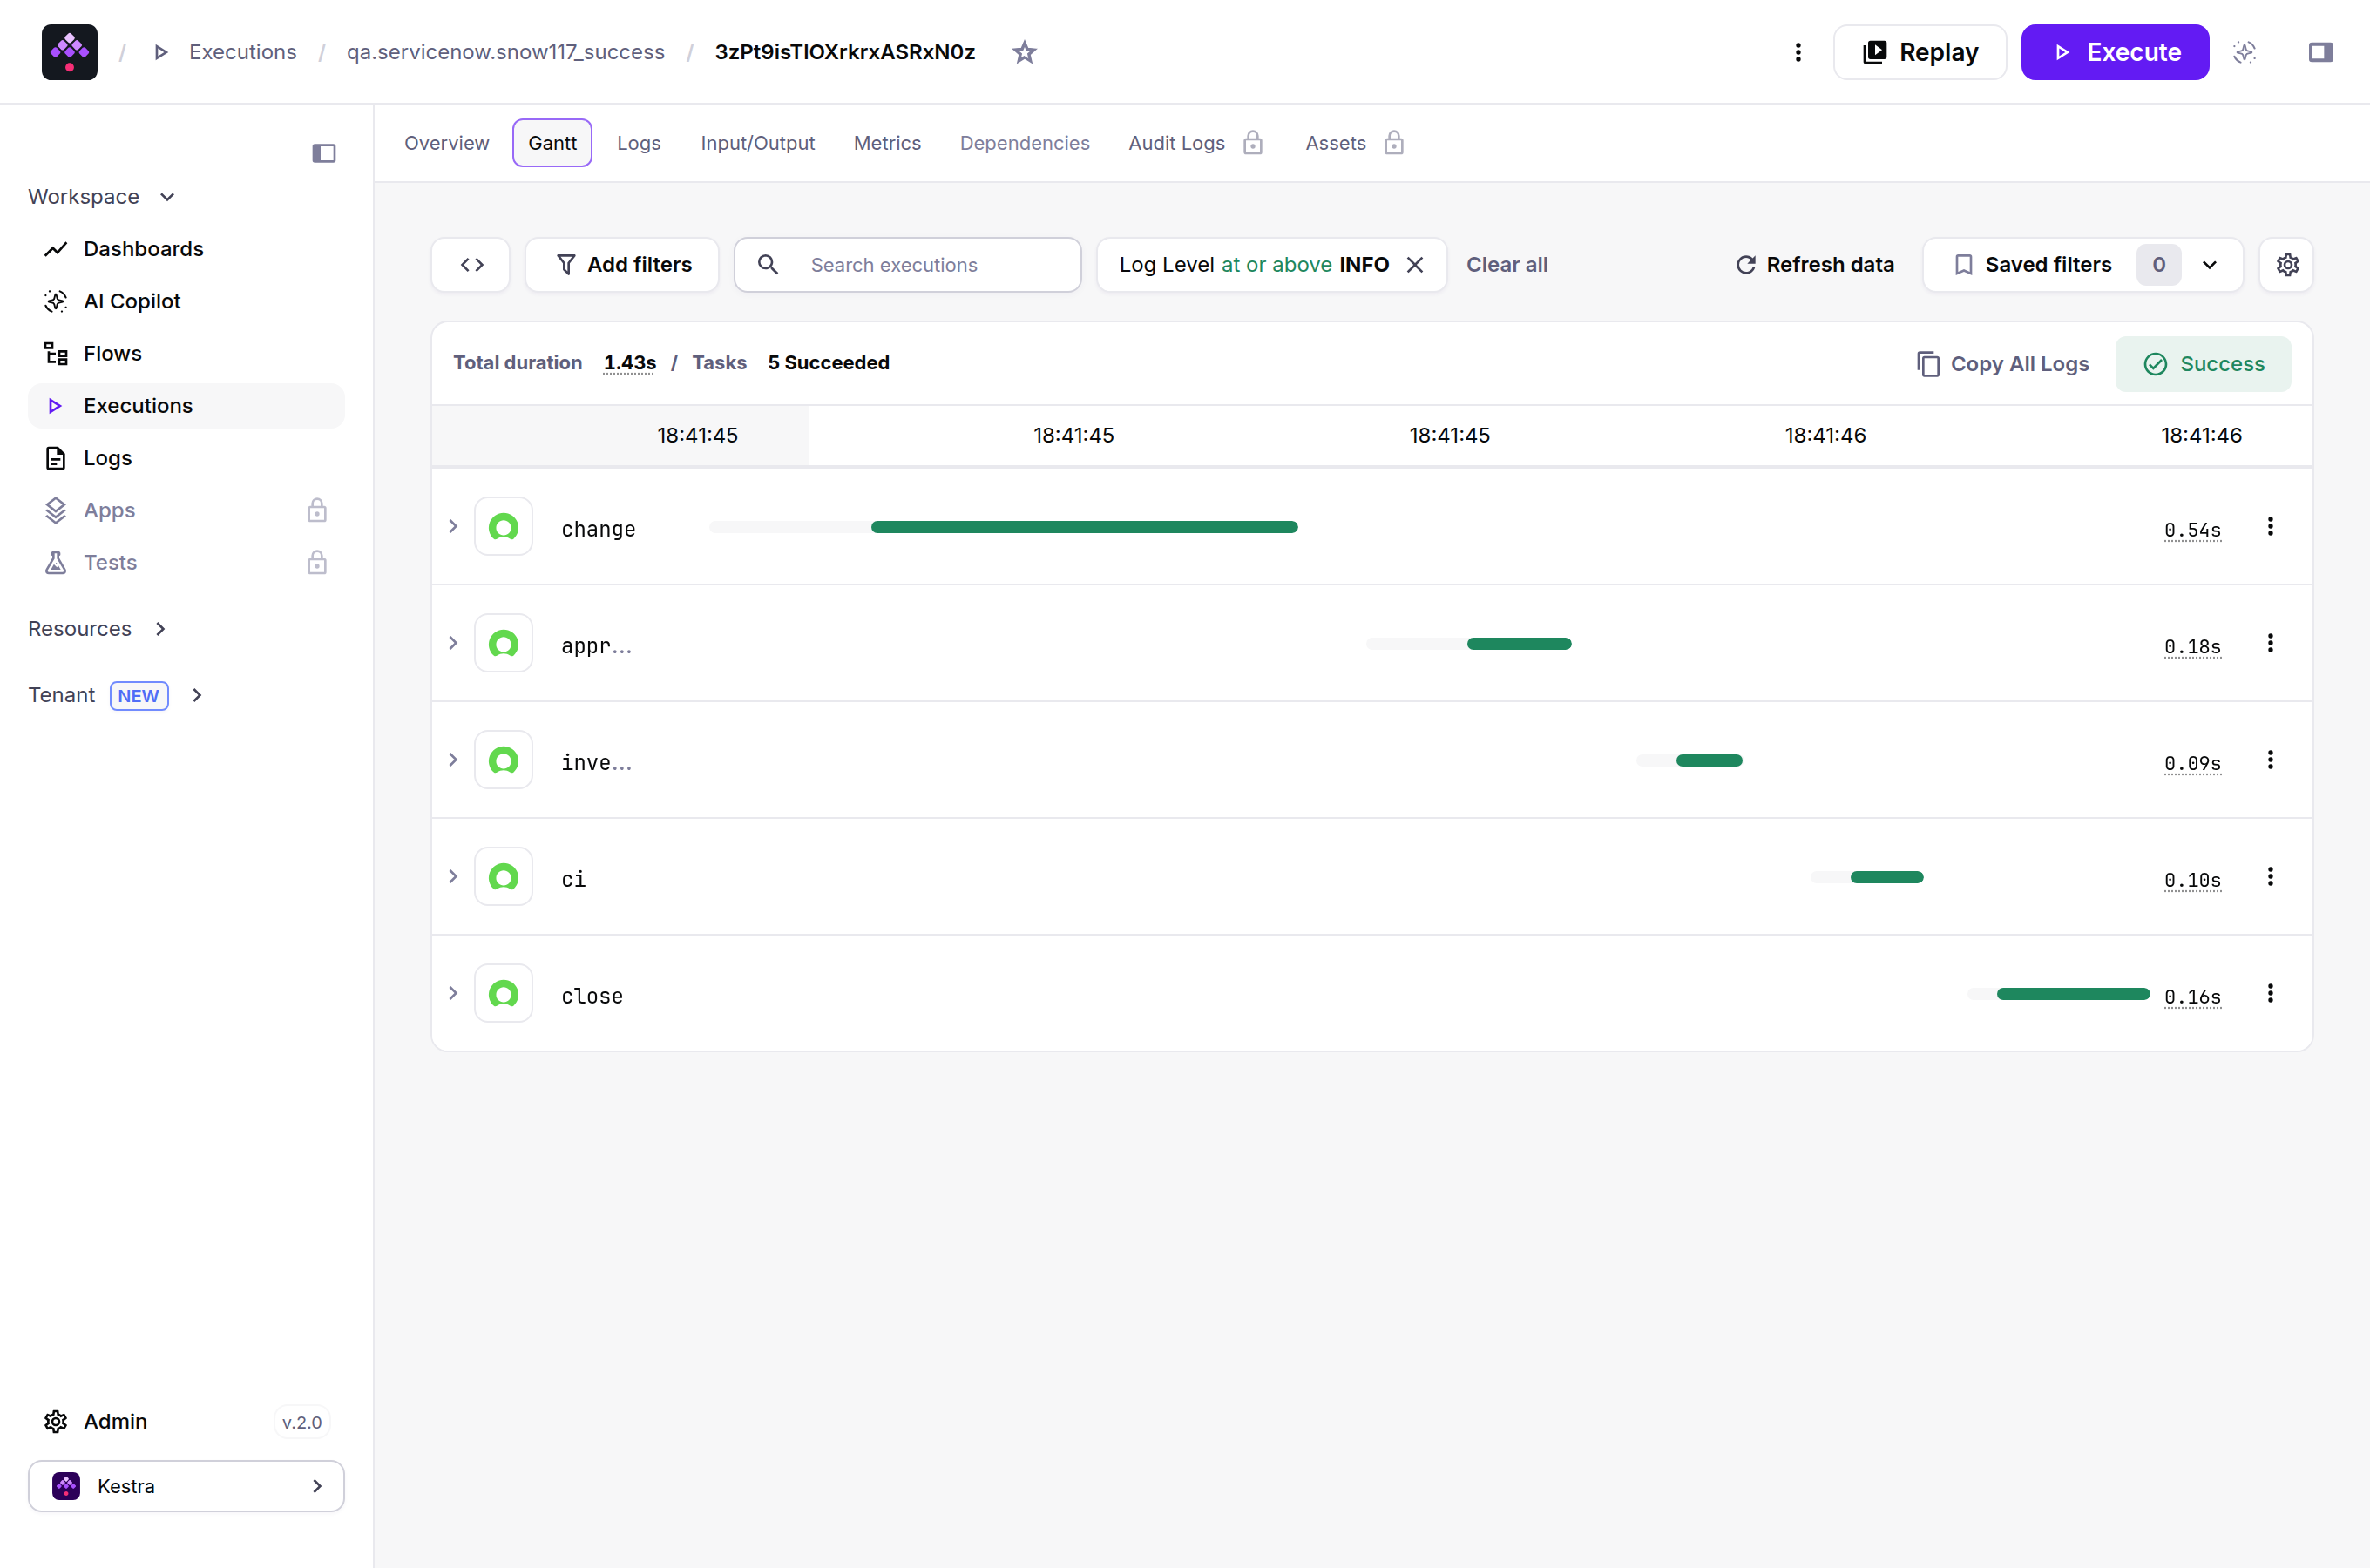 / Executions / qa.servicenow.snow117_success / 3zPt9isTlOXrkrxASRxN0z
Replay
Execute
Workspace
Dashboards
AI Copilot
Flows
Executions
Logs
Apps
Tests
Resources
Tenant NEW
Admin v.2.0
Kestra
Overview Gantt Logs Input/Output Metrics Dependencies Audit Logs Assets
Add filters
Search executions
Log Level at or above INFO
Clear all
Refresh data
Saved filters 0
Total duration 1.43s / Tasks 5 Succeeded
Copy All Logs
Success
18:41:45 18:41:45 18:41:45 18:41:46 18:41:46
change 0.54s
appr... 0.18s
inve... 0.09s
ci 0.10s
close 0.16s